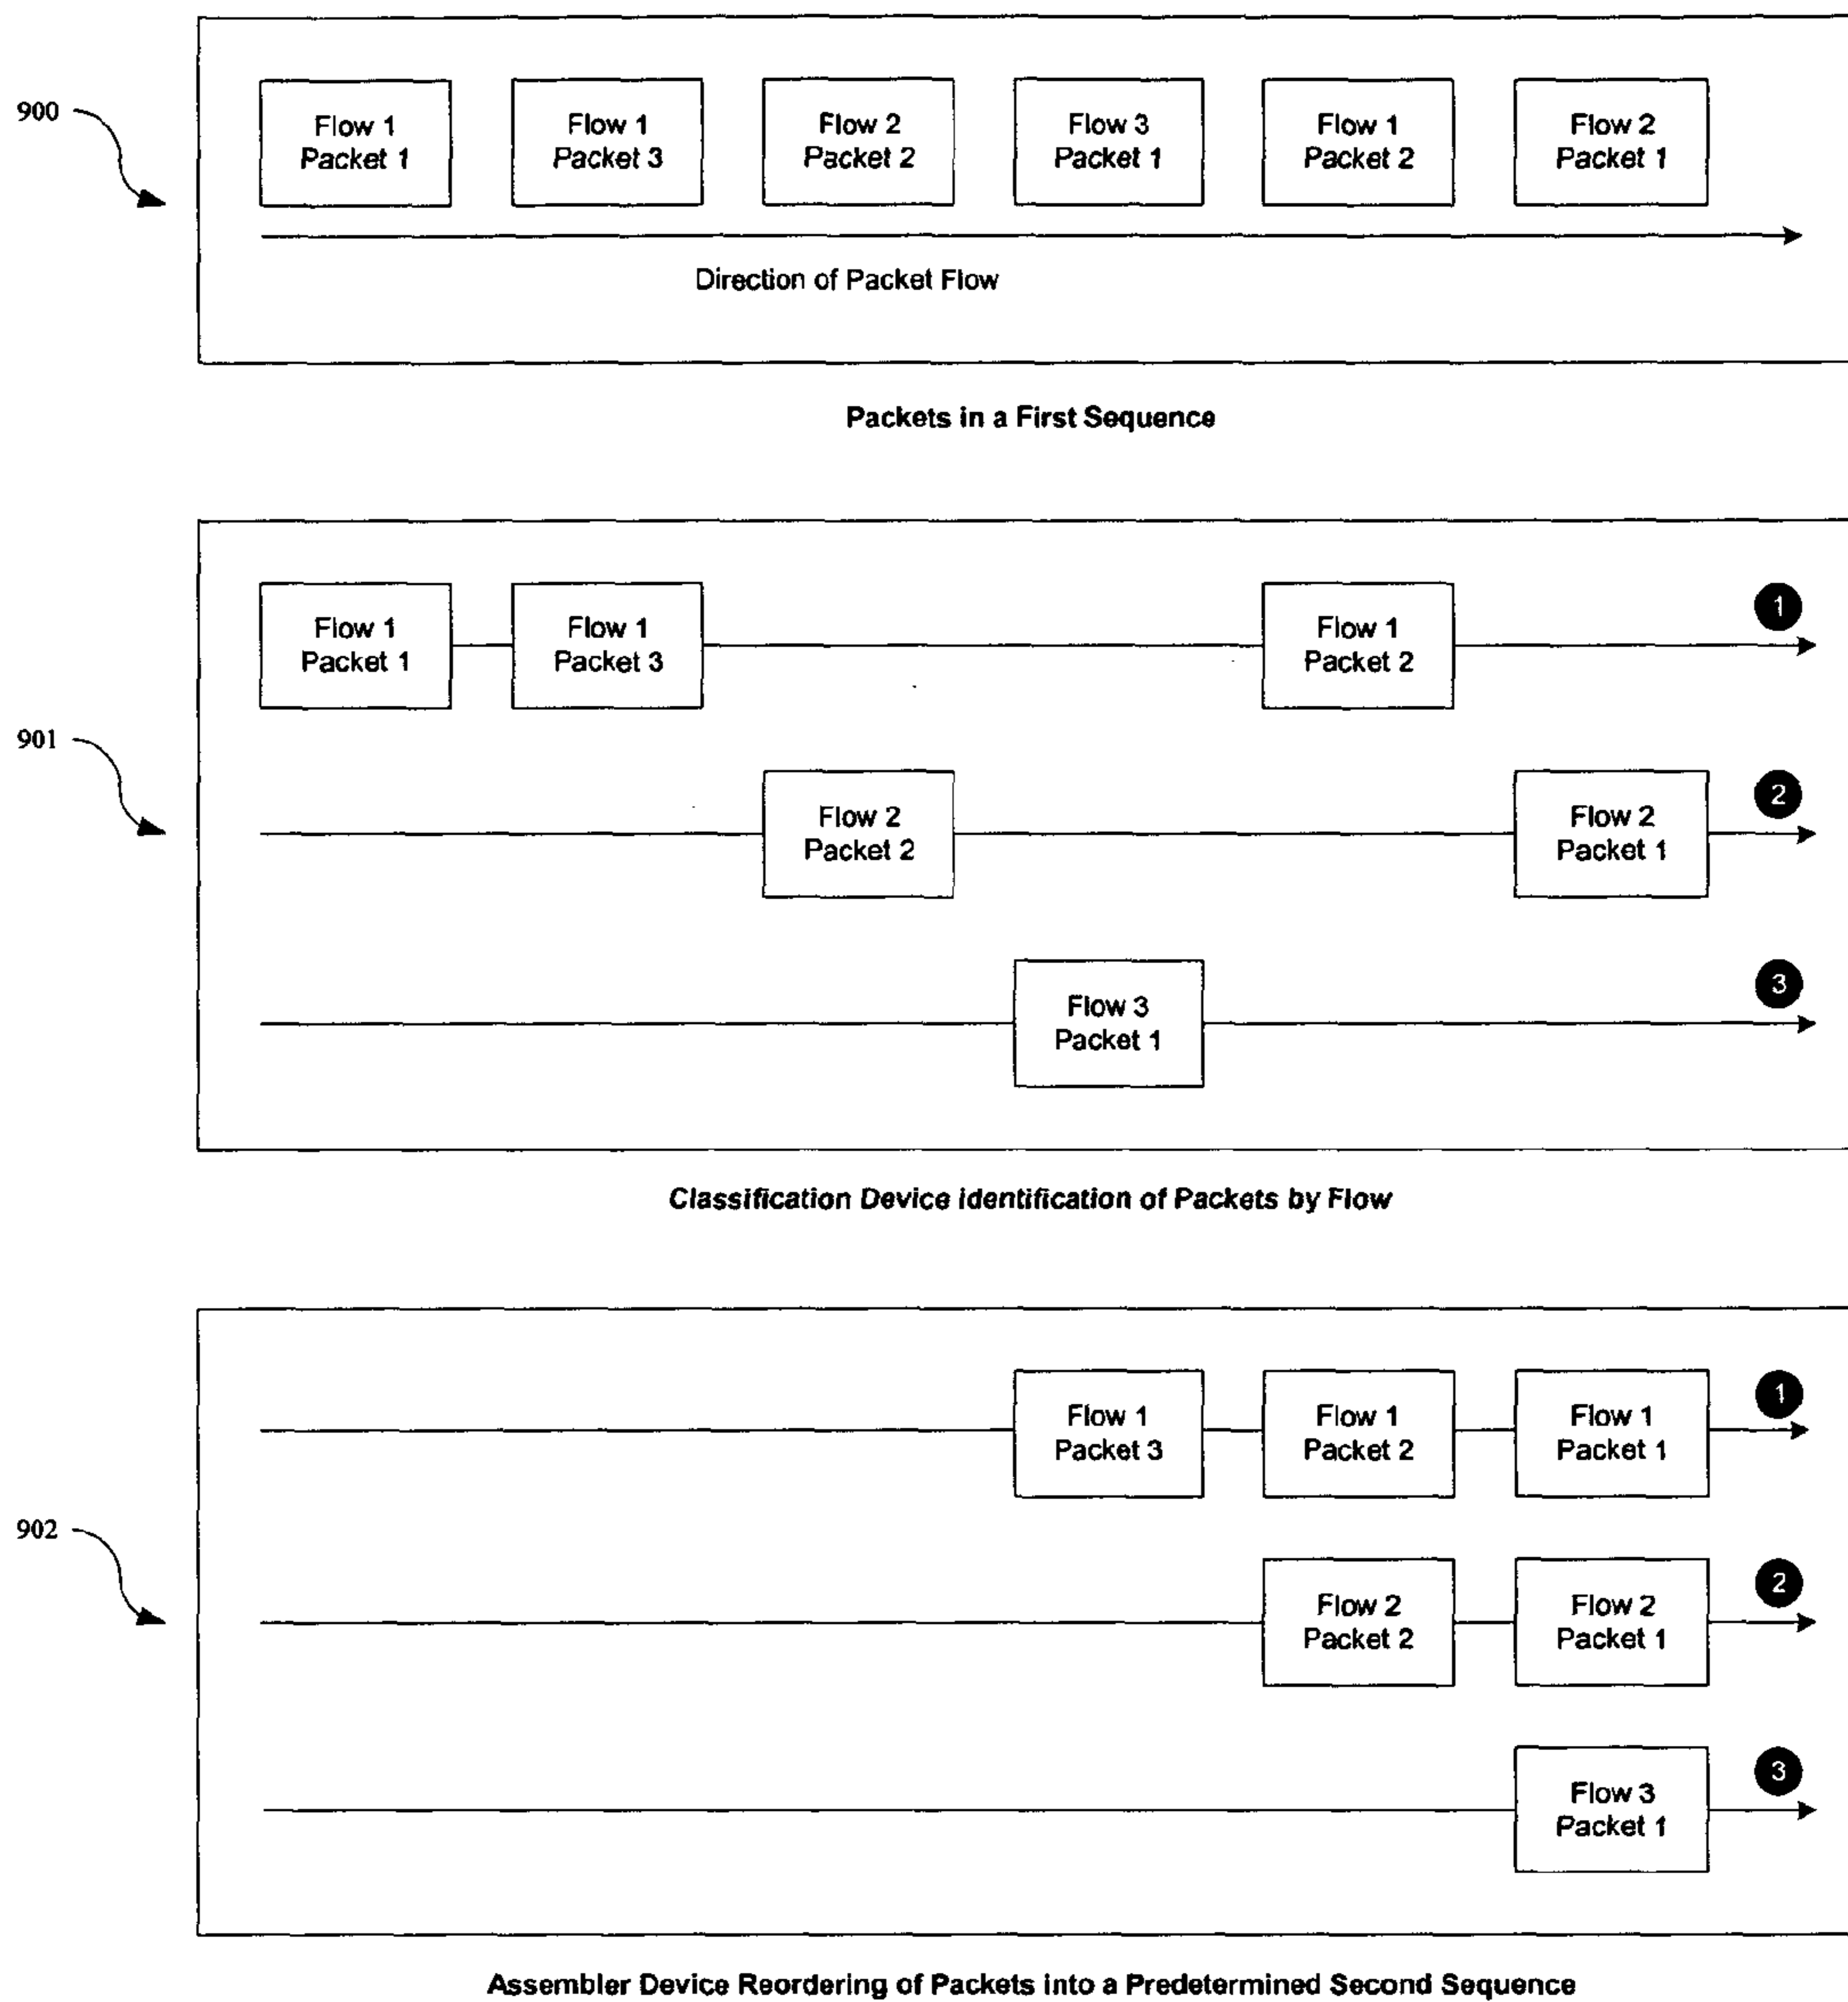 900
Flow 1
Packet 1
Flow 1
Packet 3
Flow 2
Packet 2
Flow 3
Packet 1
Flow 1
Packet 2
Flow 2
Packet 1
Direction of Packet Flow
Packets in a First Sequence
901
Flow 1
Packet 1
Flow 1
Packet 3
Flow 1
Packet 2
1
Flow 2
Packet 2
Flow 2
Packet 1
2
Flow 3
Packet 1
3
Classification Device identification of Packets by Flow
902
Flow 1
Packet 3
Flow 1
Packet 2
Flow 1
Packet 1
1
Flow 2
Packet 2
Flow 2
Packet 1
2
Flow 3
Packet 1
3
Assembler Device Reordering of Packets into a Predetermined Second Sequence